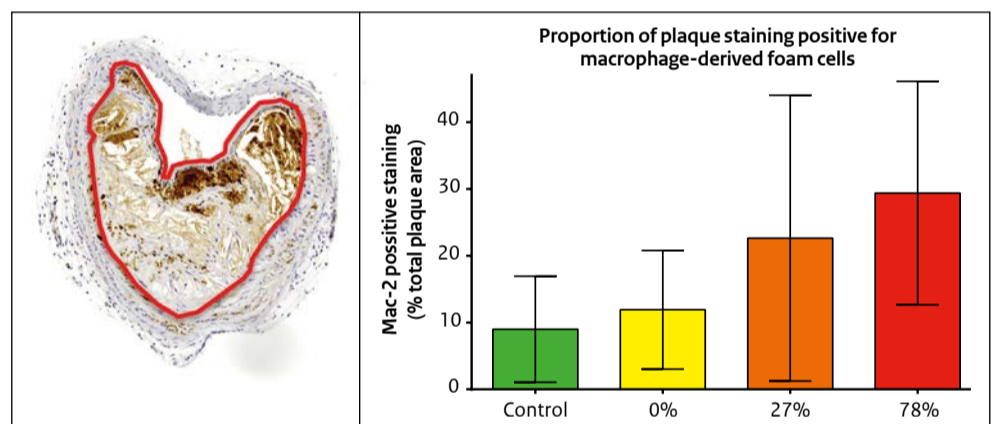 Proportion of plaque staining positive for
macrophage-derived foam cells
Mac-2 positive staining
(% total plaque area)
40
30
20
10
0
Control 0% 27% 78%